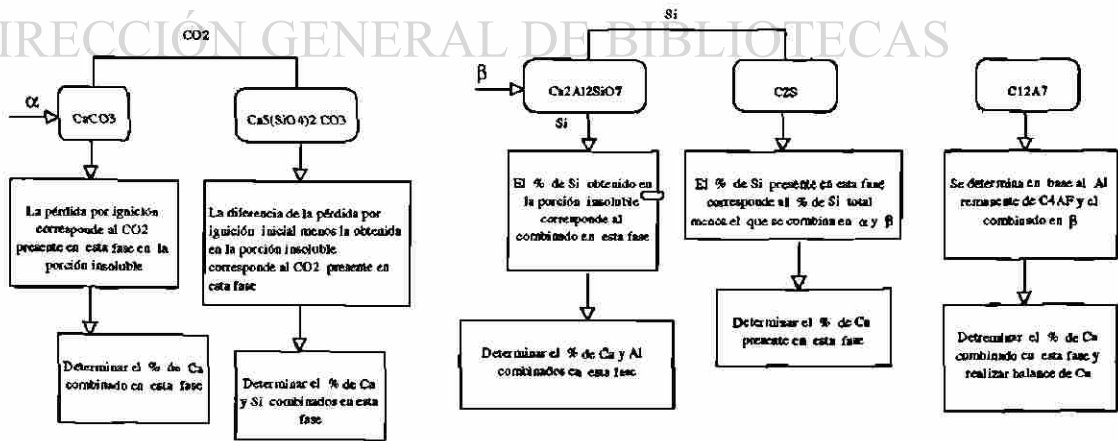 DIRECCIÓN GENERAL DE BIBLIOTECAS
CO2
α
CaCO3
Ca5(SiO4)2 CO3
La pérdida por ignición
corresponde al CO2
presente en esta fase en la
porción insoluble
La diferencia de la pérdida por
ignición inicial menos la obtenida
en la porción insoluble
corresponde al CO2 presente en
esta fase
Determinar el % de Ca
combinado en esta fase
Determinar el % de Ca
y Si combinados en esta
fase
Si
β
Ca2Al2SiO7
C2S
C12A7
Si
El % de Si obtenido en
la porción insoluble
corresponde al
combinado en esta fase
El % de Si presente en esta fase
corresponde al % de Si total
menos el que se combina en α y β
Se determina en base al Al
remanente de C4AF y el
combinado en β
Determinar el % de Ca y Al
combinados en esta fase
Determinar el % de Ca
presente en esta fase
Detreminar el % de Ca
combinado en esta fase y
realizar balance de Ca